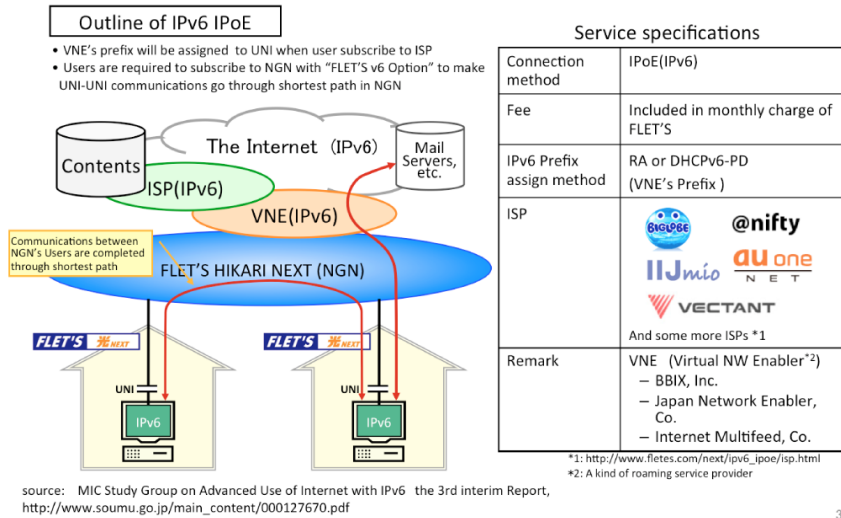 Outline of IPv6 IPoE
• VNE's prefix will be assigned to UNI when user subscribe to ISP
• Users are required to subscribe to NGN with "FLET'S v6 Option" to make
UNI-UNI communications go through shortest path in NGN
The Internet (IPv6)
Contents
Mail
Servers,
etc.
ISP(IPv6)
VNE(IPv6)
Communications between
NGN's Users are completed
through shortest path
FLET'S HIKARI NEXT (NGN)
FLET'S 光 NEXT
FLET'S 光 NEXT
UNI
UNI
IPv6
IPv6
Service specifications
Connection
method
IPoE(IPv6)
Fee
Included in monthly charge of
FLET'S
IPv6 Prefix
assign method
RA or DHCPv6-PD
(VNE's Prefix )
ISP
BIGLOBE
@nifty
IIJmio
au one
NET
VECTANT
And some more ISPs *1
Remark
VNE (Virtual NW Enabler*2)
– BBIX, Inc.
– Japan Network Enabler,
Co.
– Internet Multifeed, Co.
*1: http://www.fletes.com/next/ipv6_ipoe/isp.html
*2: A kind of roaming service provider
source: MIC Study Group on Advanced Use of Internet with IPv6 the 3rd interim Report,
http://www.soumu.go.jp/main_content/000127670.pdf
3